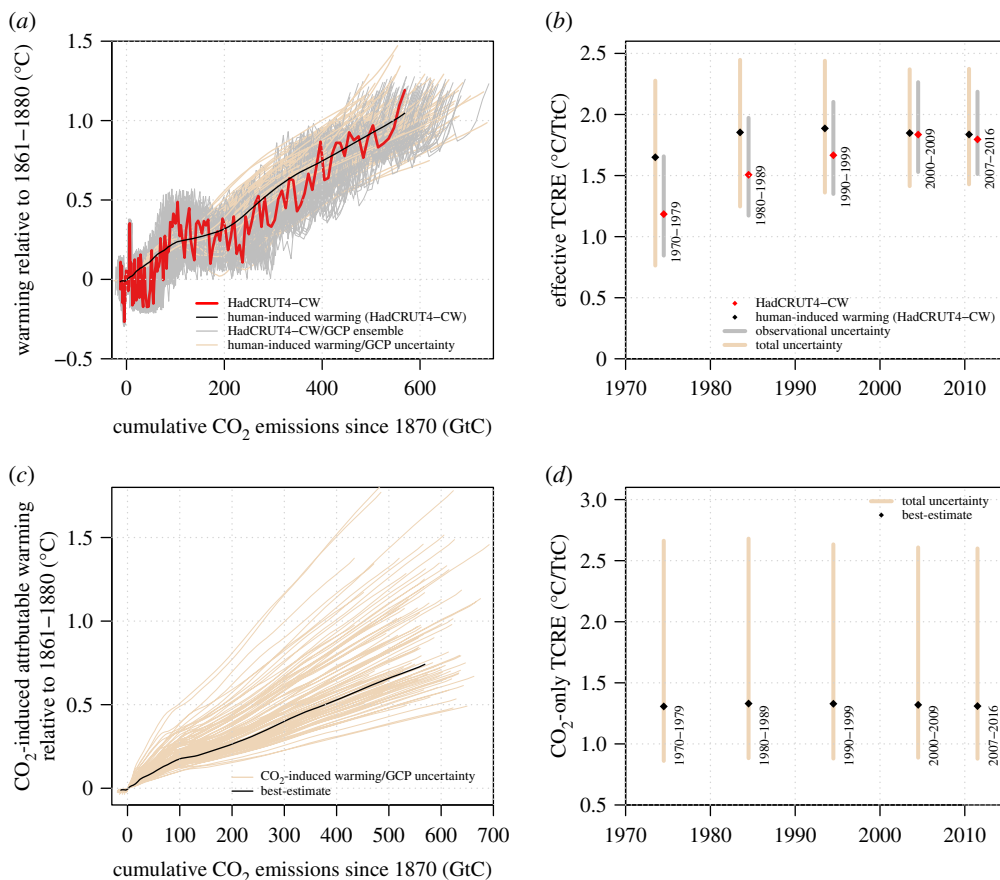 (a)
1.5
1.0
0.5
0
−0.5
warming relative to 1861−1880 (°C)
HadCRUT4−CW
human-induced warming (HadCRUT4−CW)
HadCRUT4−CW/GCP ensemble
human-induced warming/GCP uncertainty
0
200
400
600
cumulative CO2 emissions since 1870 (GtC)
(b)
2.5
2.0
1.5
1.0
0.5
0
effective TCRE (°C/TtC)
1970−1979
1980−1989
1990−1999
2000−2009
2007−2016
HadCRUT4−CW
human-induced warming (HadCRUT4−CW)
observational uncertainty
total uncertainty
1970
1980
1990
2000
2010
(c)
1.5
1.0
0.5
0
CO2-induced attrbutable warming
relative to 1861−1880 (°C)
CO2-induced warming/GCP uncertainty
best-estimate
0
100
200
300
400
500
600
700
cumulative CO2 emissions since 1870 (GtC)
(d)
3.0
2.5
2.0
1.5
1.0
0.5
CO2-only TCRE (°C/TtC)
total uncertainty
best-estimate
1970−1979
1980−1989
1990−1999
2000−2009
2007−2016
1970
1980
1990
2000
2010